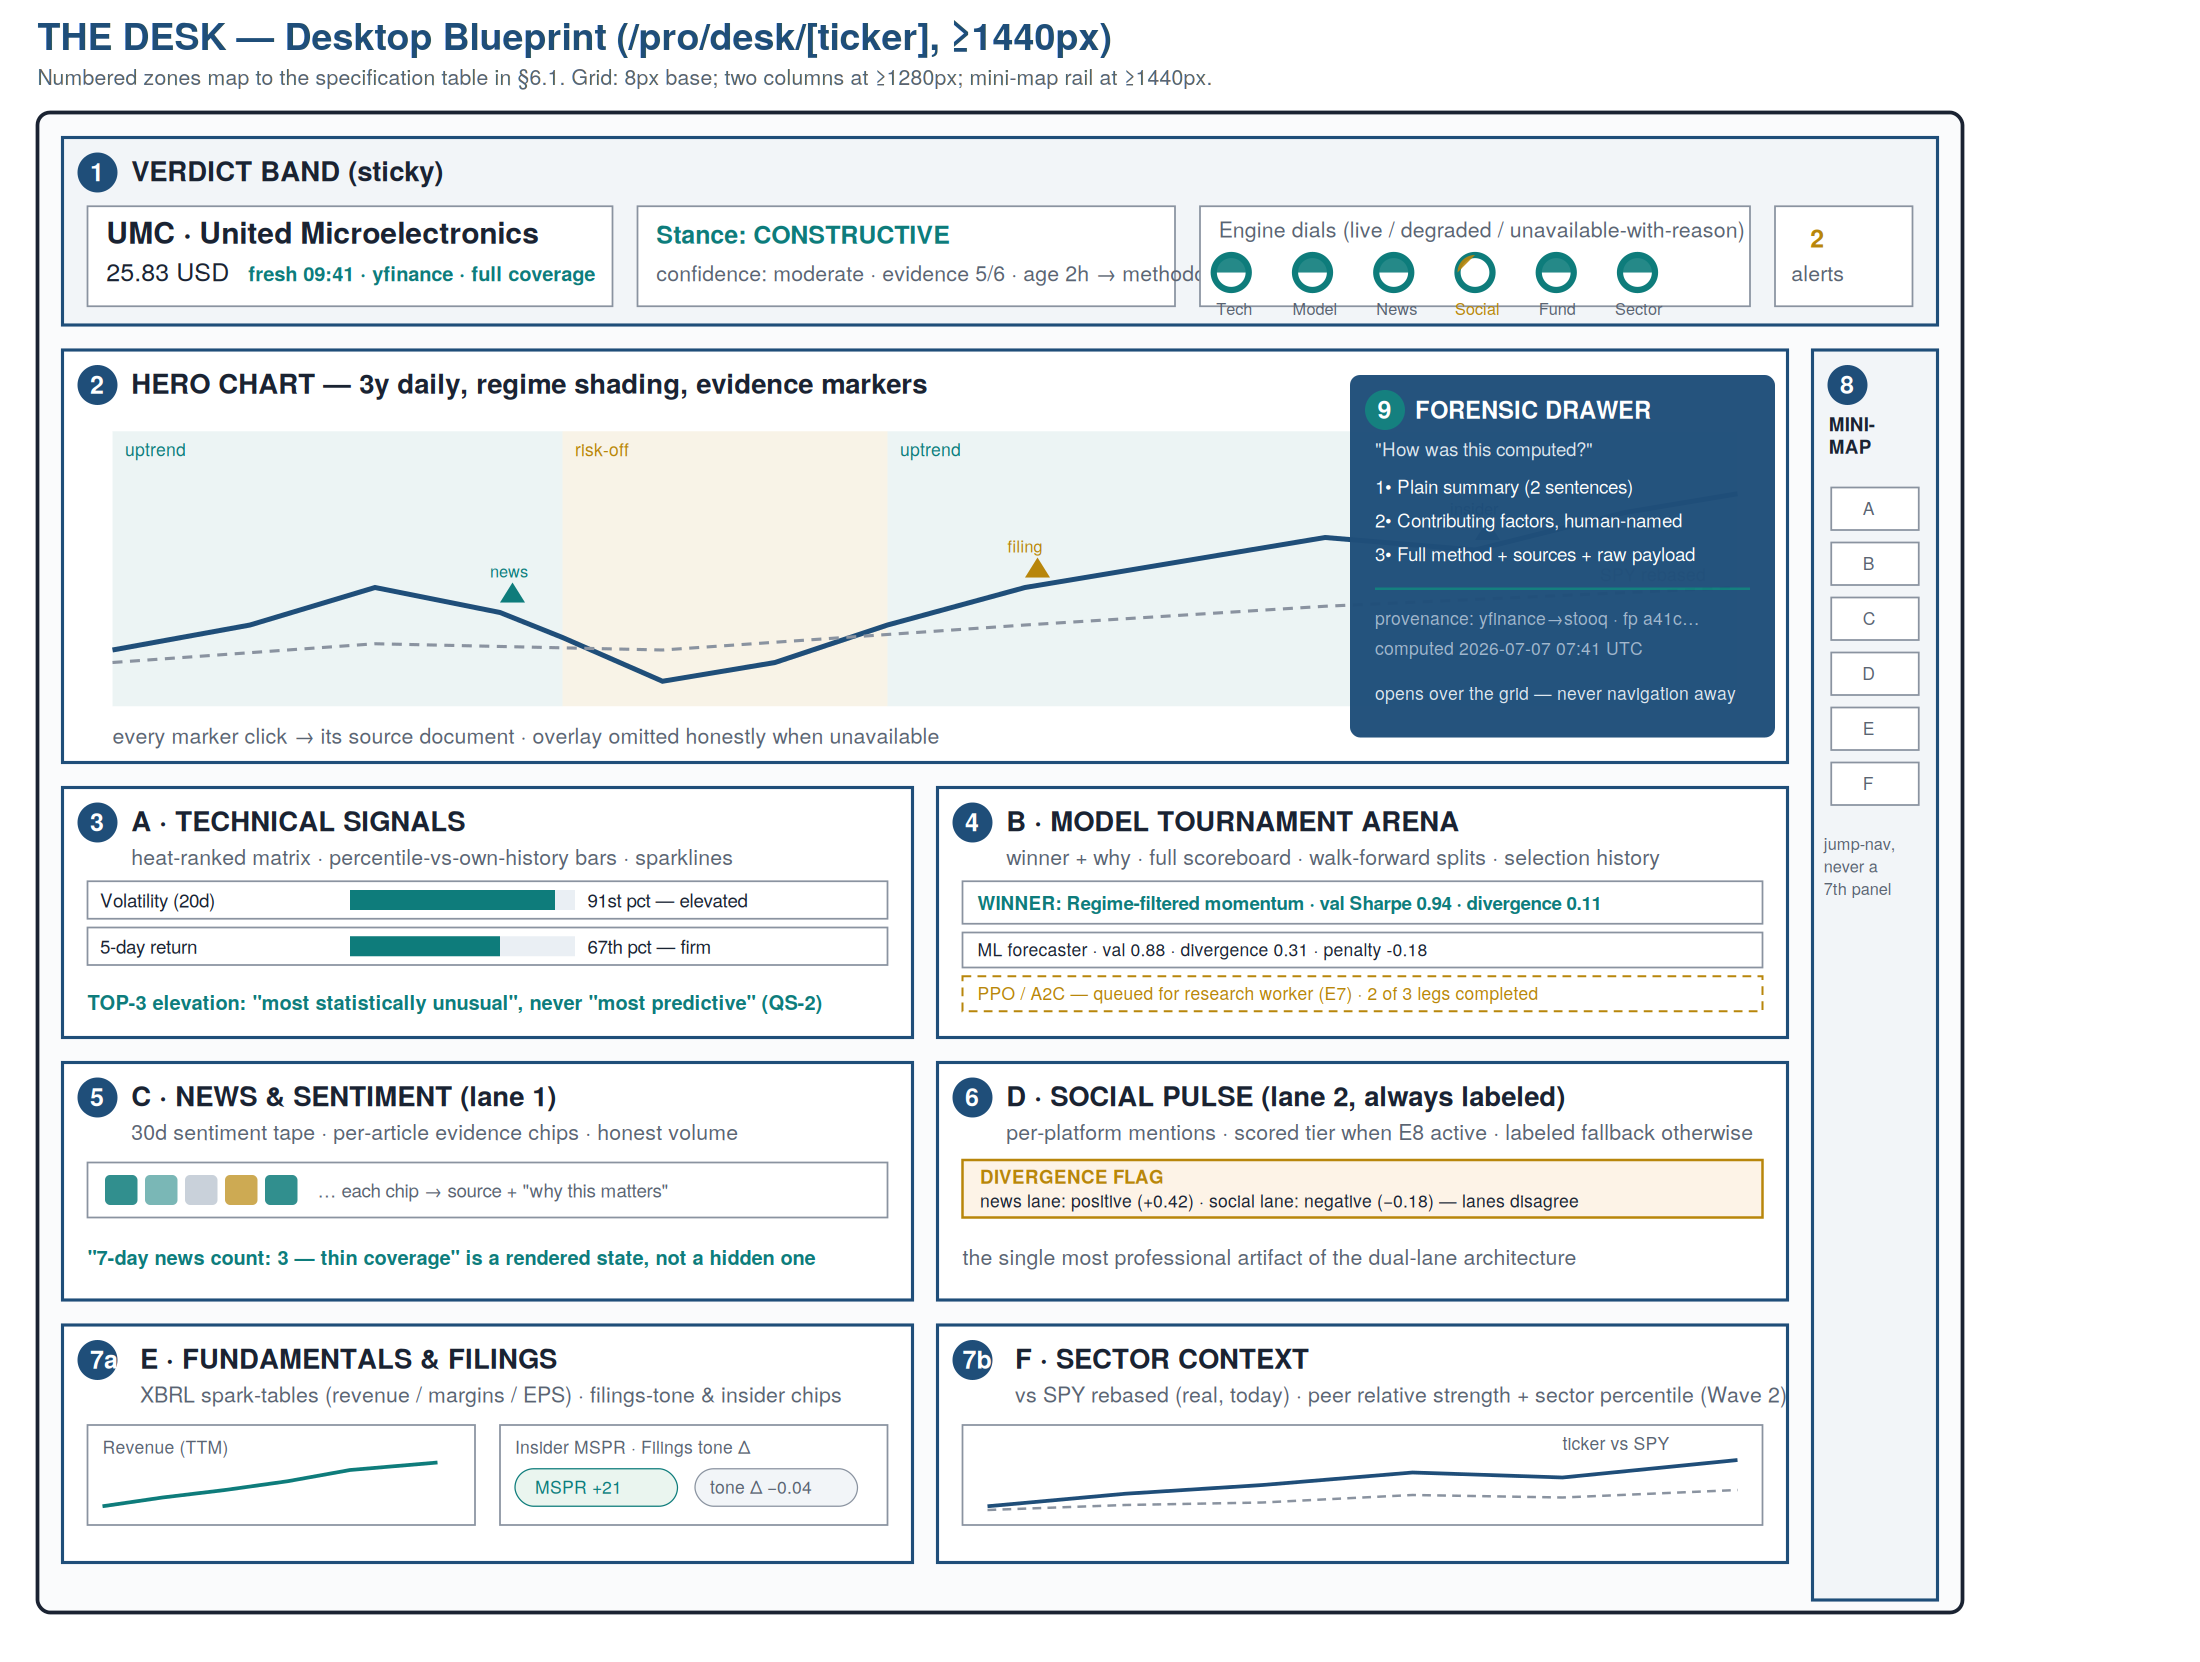 THE DESK — Desktop Blueprint (/pro/desk/[ticker], ≥1440px)
Numbered zones map to the specification table in §6.1. Grid: 8px base; two columns at ≥1280px; mini-map rail at ≥1440px.
1 VERDICT BAND (sticky)
UMC · United Microelectronics
25.83 USD fresh 09:41 · yfinance · full coverage
Stance: CONSTRUCTIVE
confidence: moderate · evidence 5/6 · age 2h →
Engine dials (live / degraded / unavailable-with-reason)
Tech Model News Social Fund Sector
2
alerts
2 HERO CHART — 3y daily, regime shading, evidence markers
uptrend
risk-off
uptrend
news
filing
every marker click → its source document · overlay omitted honestly when unavailable
9 FORENSIC DRAWER
"How was this computed?"
1• Plain summary (2 sentences)
2• Contributing factors, human-named
3• Full method + sources + raw payload
provenance: yfinance→stooq · fp a41c…
computed 2026-07-07 07:41 UTC
opens over the grid — never navigation away
8
MINI-
MAP
A
B
C
D
E
F
jump-nav,
never a
7th panel
3 A · TECHNICAL SIGNALS
heat-ranked matrix · percentile-vs-own-history bars · sparklines
Volatility (20d) 91st pct — elevated
5-day return 67th pct — firm
TOP-3 elevation: "most statistically unusual", never "most predictive" (QS-2)
4 B · MODEL TOURNAMENT ARENA
winner + why · full scoreboard · walk-forward splits · selection history
WINNER: Regime-filtered momentum · val Sharpe 0.94 · divergence 0.11
ML forecaster · val 0.88 · divergence 0.31 · penalty -0.18
PPO / A2C — queued for research worker (E7) · 2 of 3 legs completed
5 C · NEWS & SENTIMENT (lane 1)
30d sentiment tape · per-article evidence chips · honest volume
… each chip → source + "why this matters"
"7-day news count: 3 — thin coverage" is a rendered state, not a hidden one
6 D · SOCIAL PULSE (lane 2, always labeled)
per-platform mentions · scored tier when E8 active · labeled fallback otherwise
DIVERGENCE FLAG
news lane: positive (+0.42) · social lane: negative (−0.18) — lanes disagree
the single most professional artifact of the dual-lane architecture
7a E · FUNDAMENTALS & FILINGS
XBRL spark-tables (revenue / margins / EPS) · filings-tone & insider chips
Revenue (TTM)
Insider MSPR · Filings tone Δ
MSPR +21 tone Δ −0.04
7b F · SECTOR CONTEXT
vs SPY rebased (real, today) · peer relative strength + sector percentile (Wave 2)
ticker vs SPY